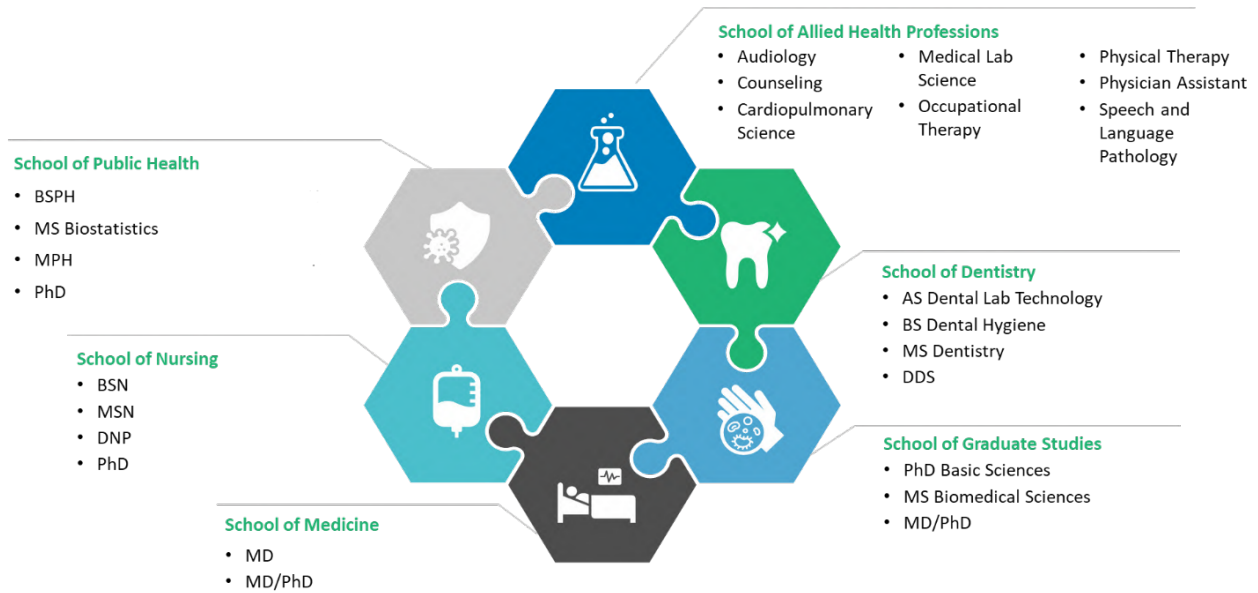 School of Allied Health Professions
• Audiology
• Counseling
• Cardiopulmonary
Science
• Medical Lab
Science
• Occupational
Therapy
• Physical Therapy
• Physician Assistant
• Speech and
Language
Pathology
School of Public Health
• BSPH
• MS Biostatistics
• MPH
• PhD
School of Dentistry
• AS Dental Lab Technology
• BS Dental Hygiene
• MS Dentistry
• DDS
School of Nursing
• BSN
• MSN
• DNP
• PhD
School of Graduate Studies
• PhD Basic Sciences
• MS Biomedical Sciences
• MD/PhD
School of Medicine
• MD
• MD/PhD